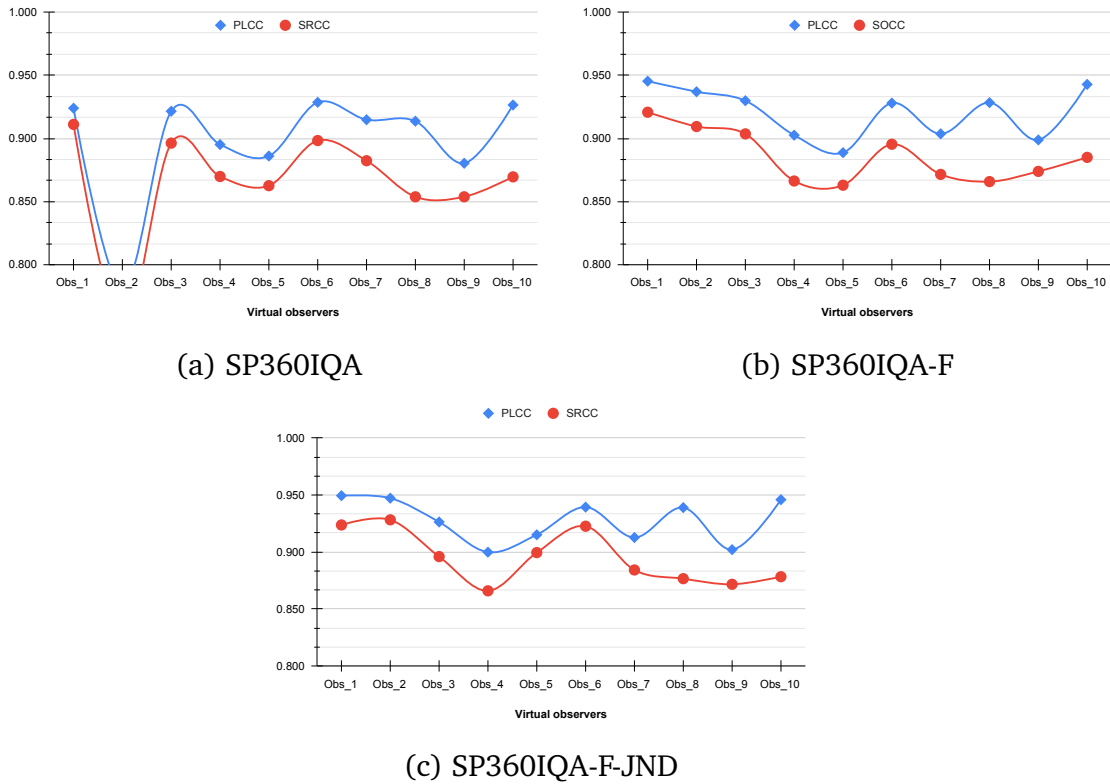 PLCC SRCC
1.000
0.950
0.900
0.850
0.800
Obs_1 Obs_2 Obs_3 Obs_4 Obs_5 Obs_6 Obs_7 Obs_8 Obs_9 Obs_10
Virtual observers
(a) SP360IQA
PLCC SOCC
1.000
0.950
0.900
0.850
0.800
Obs_1 Obs_2 Obs_3 Obs_4 Obs_5 Obs_6 Obs_7 Obs_8 Obs_9 Obs_10
Virtual observers
(b) SP360IQA-F
PLCC SRCC
1.000
0.950
0.900
0.850
0.800
Obs_1 Obs_2 Obs_3 Obs_4 Obs_5 Obs_6 Obs_7 Obs_8 Obs_9 Obs_10
Virtual observers
(c) SP360IQA-F-JND